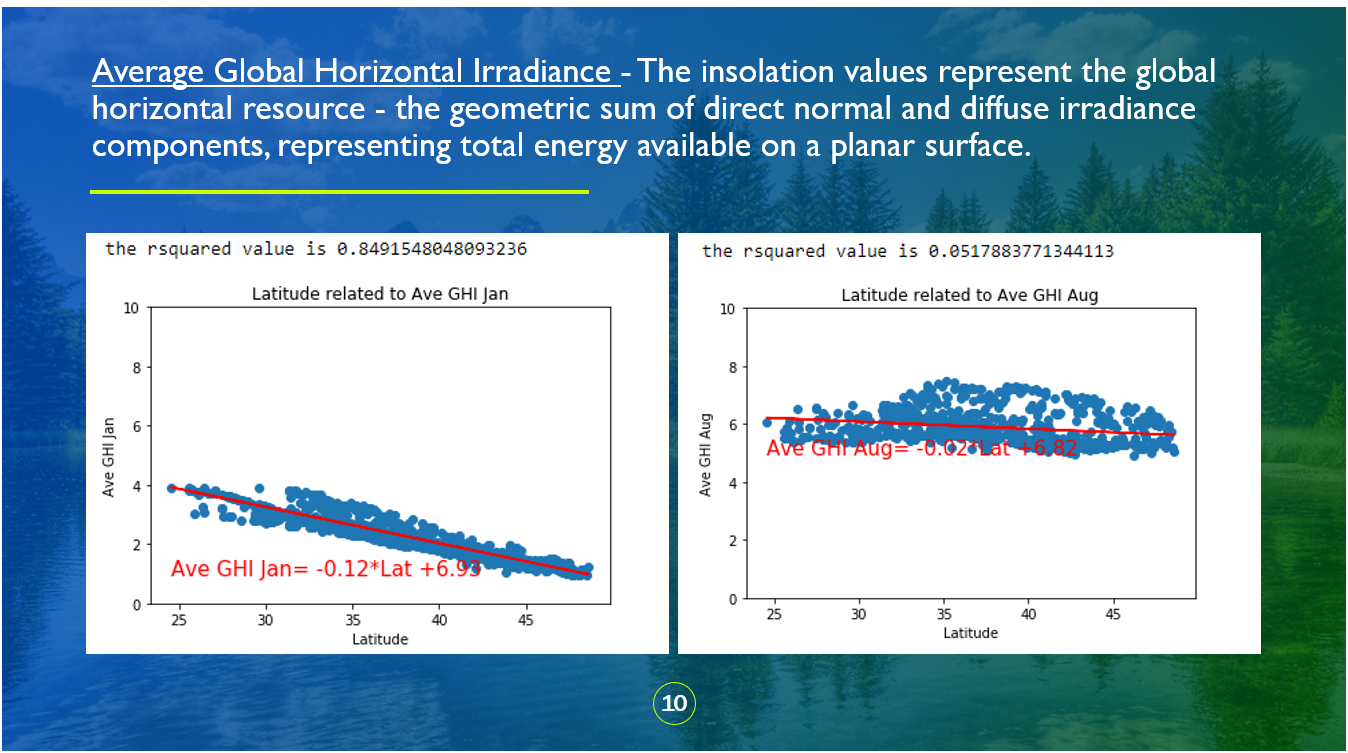 Average Global Horizontal Irradiance - The insolation values represent the global
horizontal resource - the geometric sum of direct normal and diffuse irradiance
components, representing total energy available on a planar surface.
the rsquared value is 0.8491548048093236
Latitude related to Ave GHI Jan
10
8
6
4
2
0
Ave GHI Jan
Ave GHI Jan= -0.12*Lat +6.93
25 30 35 40 45
Latitude
the rsquared value is 0.0517883771344113
Latitude related to Ave GHI Aug
10
8
6
4
2
0
Ave GHI Aug
Ave GHI Aug= -0.02*Lat +6.82
25 30 35 40 45
Latitude
10